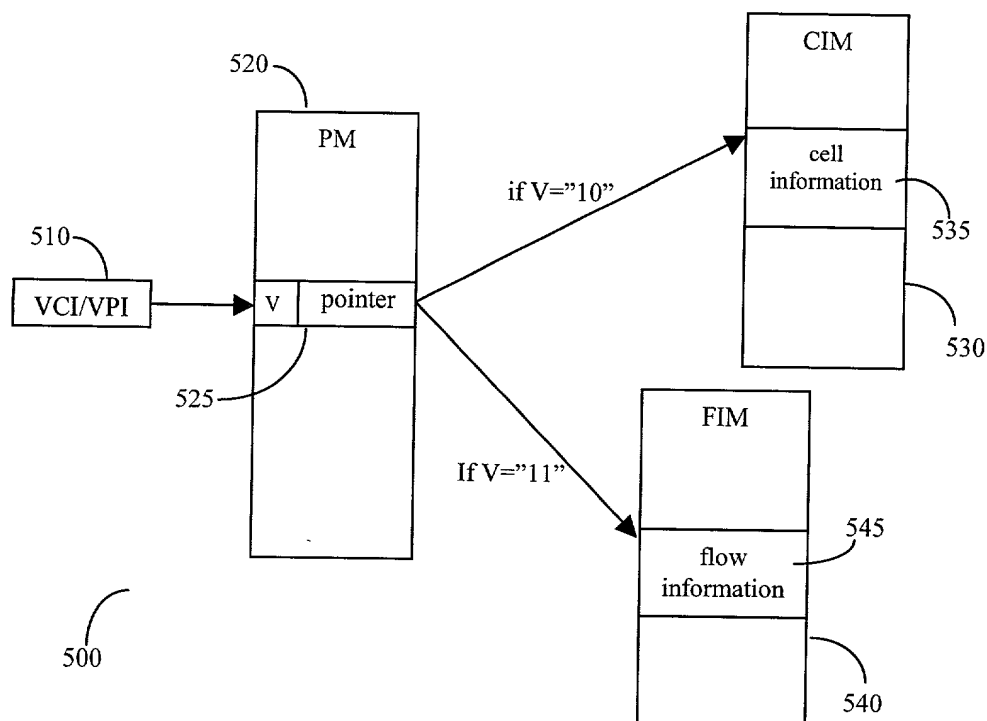 CIM
520
PM
cell
information
if V=”10”
535
510
VCI/VPI
V
pointer
530
525
FIM
If V=”11”
545
flow
information
500
540